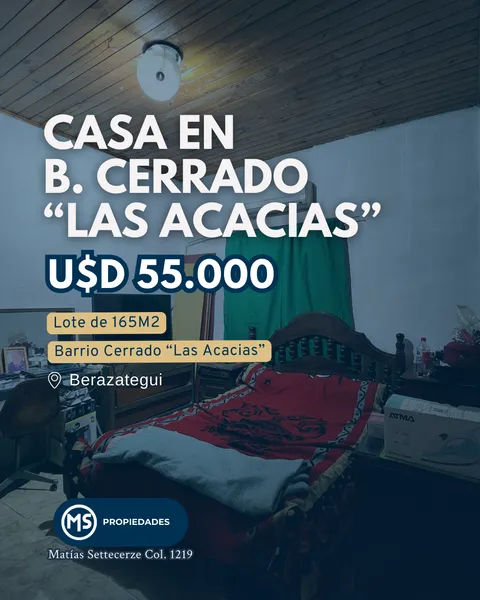 CASA EN
B. CERRADO
“LAS ACACIAS”
U$D 55.000
Lote de 165M2
Barrio Cerrado “Las Acacias”
Berazategui
MS PROPIEDADES
Matías Settecerze Col. 1219
ATMA